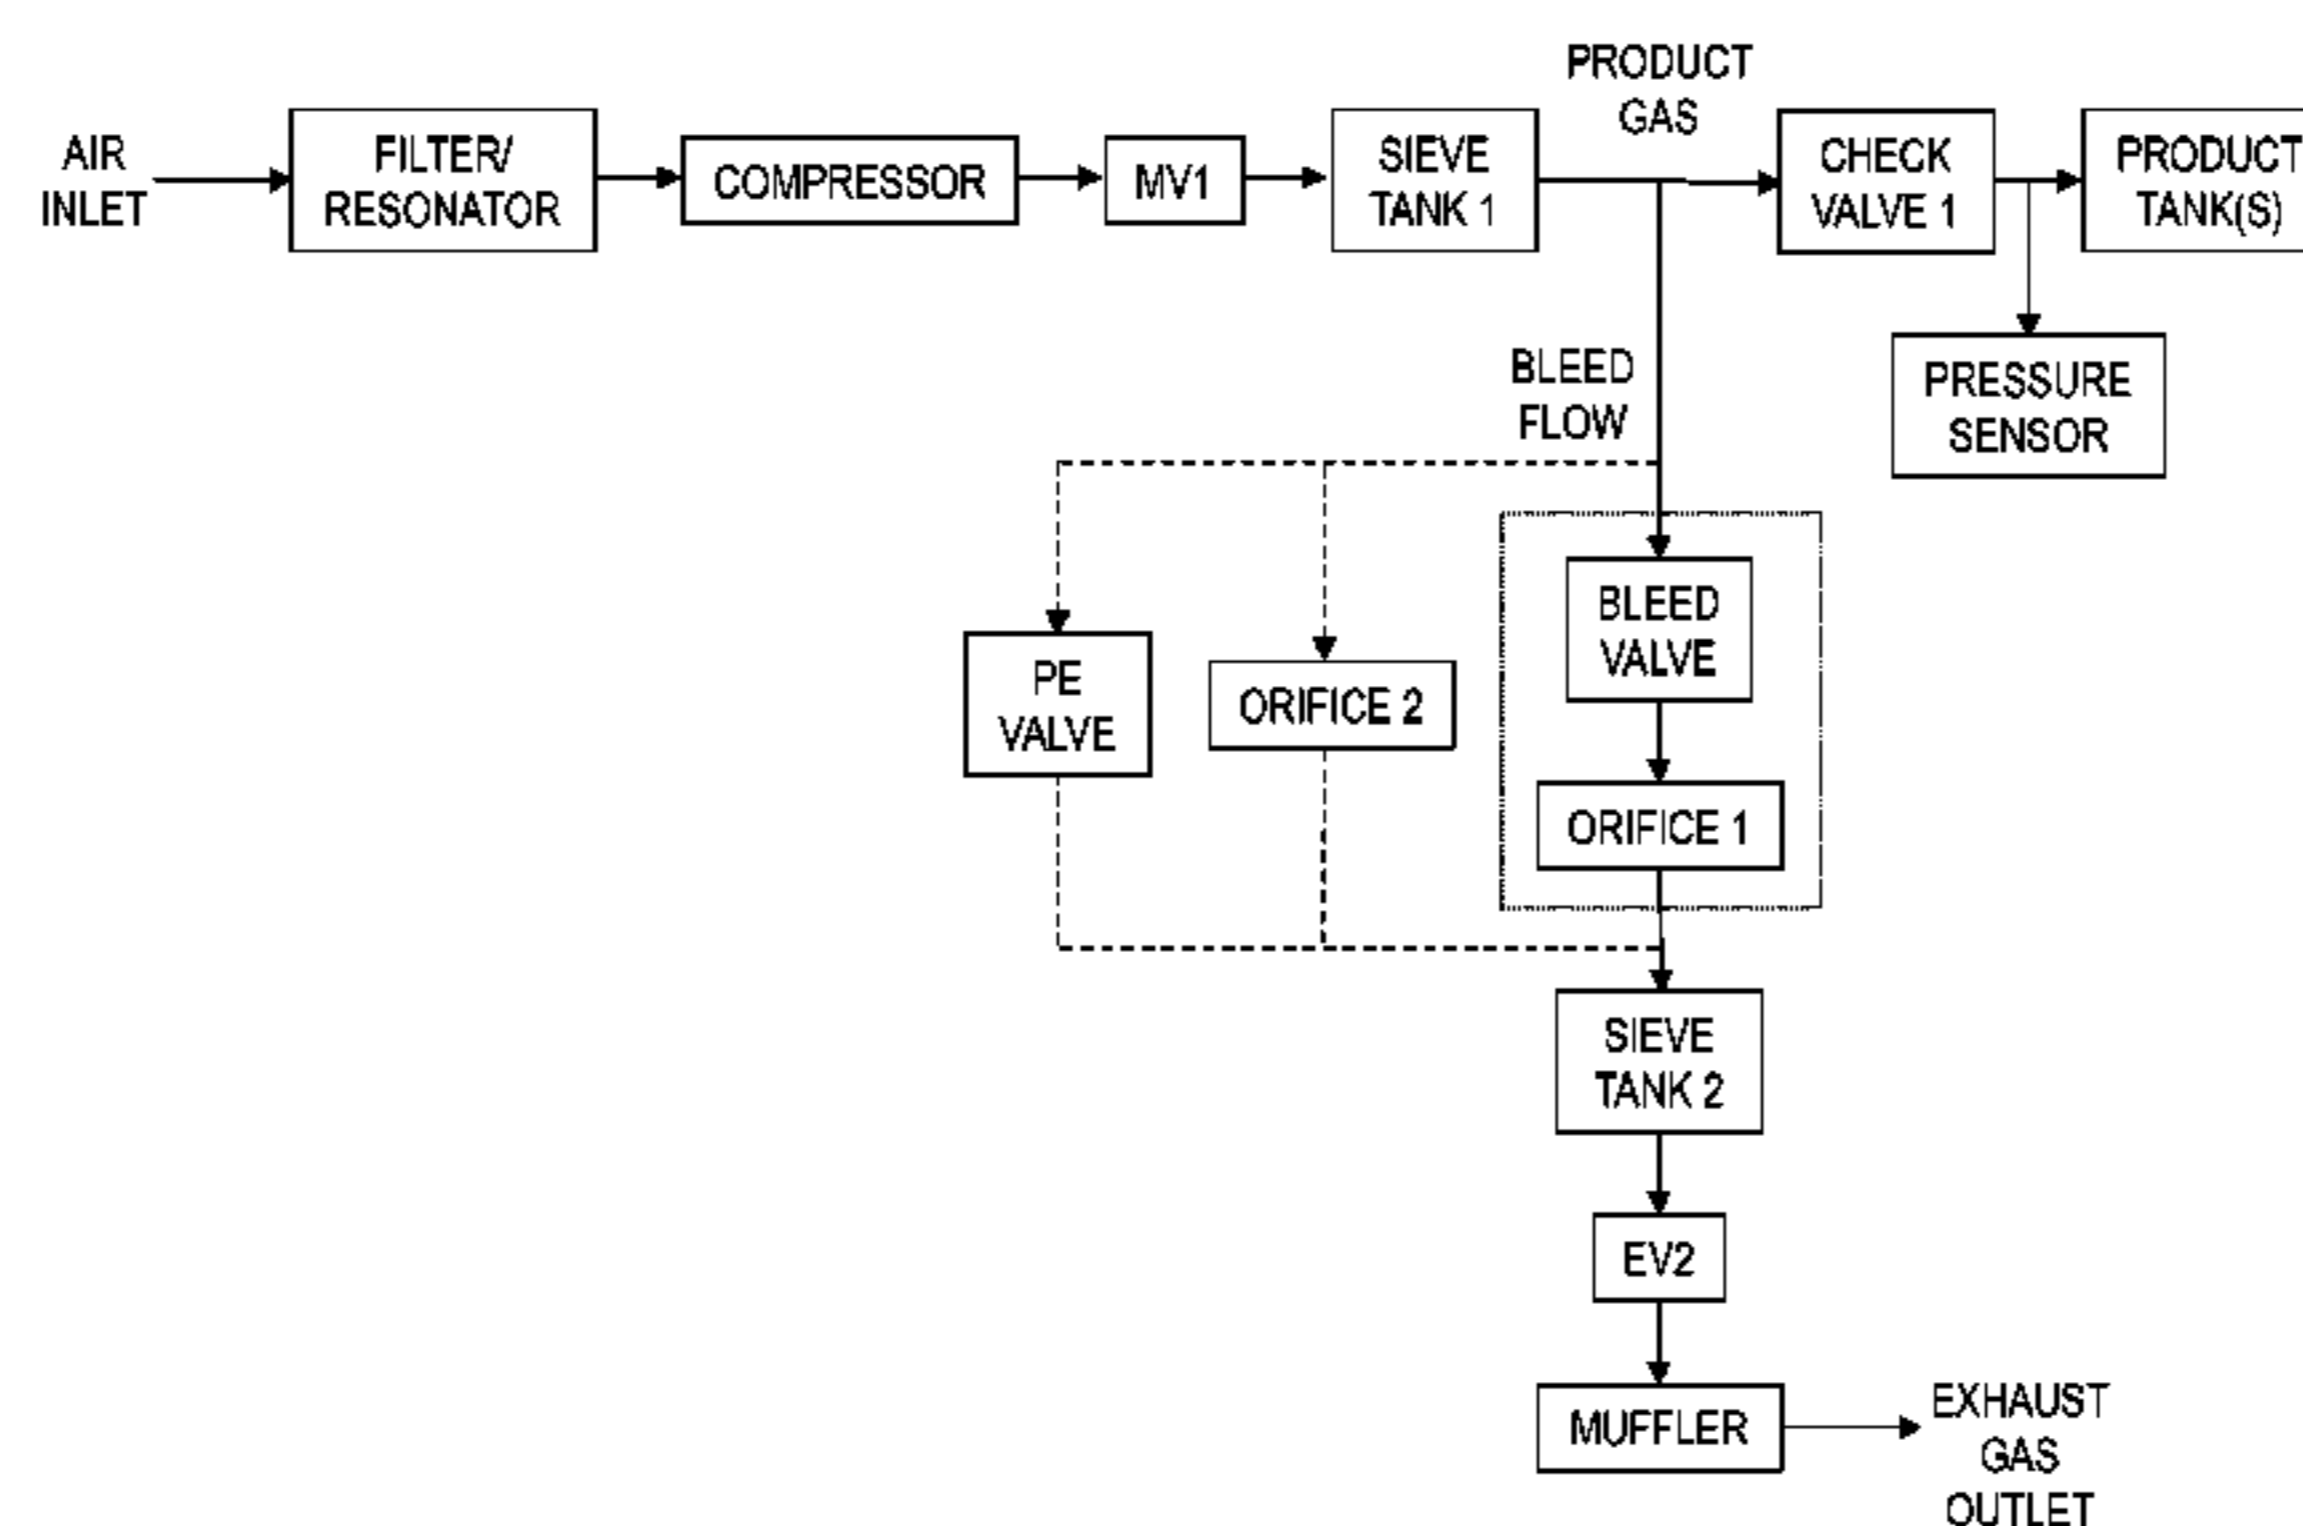 PRODUCT
GAS
AIR
INLET
FILTER/
RESONATOR
COMPRESSOR
MV1
SIEVE
TANK 1
CHECK
VALVE 1
PRODUCT
TANK(S)
PRESSURE
SENSOR
BLEED
FLOW
BLEED
VALVE
PE
VALVE
ORIFICE 2
ORIFICE 1
SIEVE
TANK 2
EV2
MUFFLER
EXHAUST
GAS
OUTLET